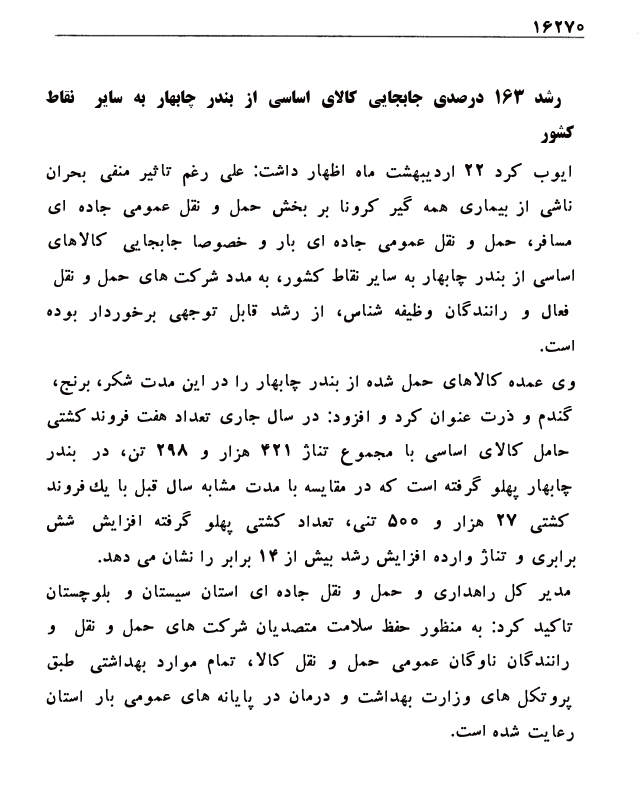 ۱۶۲۷۰
رشد ۱۶۳ درصدی جابجایی کالای اساسی از بندر چابهار به سایر نقاط
کشور
ایوب کرد ۲۲ اردیبهشت ماه اظهار داشت: علی رغم تاثیر منفی بحران
ناشی از بیماری همه گیر کرونا بر بخش حمل و نقل عمومی جاده ای
مسافر، حمل و نقل عمومی جاده ای بار و خصوصا جابجایی کالاهای
اساسی از بندر چابهار به سایر نقاط کشور، به مدد شرکت های حمل و نقل
فعال و رانندگان وظیفه شناس، از رشد قابل توجهی برخوردار بوده
است.
وی عمده کالاهای حمل شده از بندر چابهار را در این مدت شکر، برنج،
گندم و ذرت عنوان کرد و افزود: در سال جاری تعداد هفت فروند کشتی
حامل کالای اساسی با مجموع تناژ ۴۲۱ هزار و ۲۹۸ تن، در بندر
چابهار پهلو گرفته است که در مقایسه با مدت مشابه سال قبل با یك فروند
کشتی ۲۷ هزار و ۵۰۰ تنی، تعداد کشتی پهلو گرفته افزایش شش
برابری و تناژ وارده افزایش رشد بیش از ۱۴ برابر را نشان می دهد.
مدیر کل راهداری و حمل و نقل جاده ای استان سیستان و بلوچستان
تاکید کرد: به منظور حفظ سلامت متصدیان شرکت های حمل و نقل و
رانندگان ناوگان عمومی حمل و نقل کالا، تمام موارد بهداشتی طبق
پروتکل های وزارت بهداشت و درمان در پایانه های عمومی بار استان
رعایت شده است.